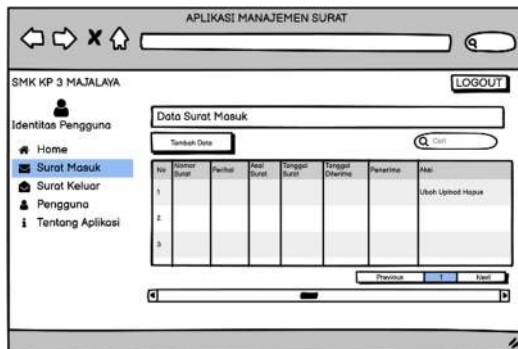 APLIKASI MANAJEMEN SURAT
SMK KP 3 MAJALAYA
LOGOUT
Identitas Pengguna
Home
Surat Masuk
Surat Keluar
Pengguna
Tentang Aplikasi
Data Surat Masuk
Tambah Data
Cari
No Nomor Surat Perihal Asal Surat Tanggal Surat Tanggal Diterima Penerima Aksi
1 Ubah Upload Hapus
2
3
Previous 1 Next